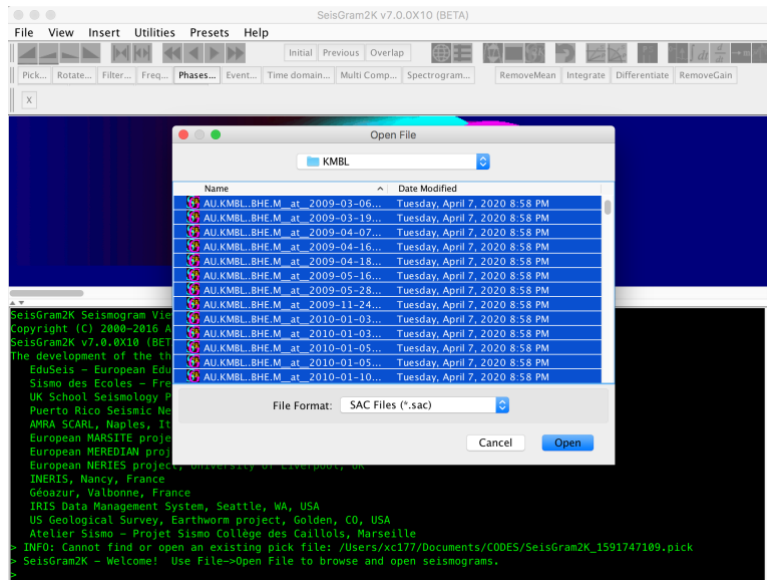 SeisGram2K v7.0.0X10 (BETA)
File View Insert Utilities Presets Help
Initial Previous Overlap
Pick... Rotate... Filter... Freq... Phases... Event... Time domain... Multi Comp... Spectrogram... RemoveMean Integrate Differentiate RemoveGain
X
Open File
KMBL
Name Date Modified
AU.KMBL..BHE.M__at__2009-03-06... Tuesday, April 7, 2020 8:58 PM
AU.KMBL..BHE.M__at__2009-03-19... Tuesday, April 7, 2020 8:58 PM
AU.KMBL..BHE.M__at__2009-04-07... Tuesday, April 7, 2020 8:58 PM
AU.KMBL..BHE.M__at__2009-04-16... Tuesday, April 7, 2020 8:58 PM
AU.KMBL..BHE.M__at__2009-04-18... Tuesday, April 7, 2020 8:58 PM
AU.KMBL..BHE.M__at__2009-05-16... Tuesday, April 7, 2020 8:58 PM
AU.KMBL..BHE.M__at__2009-05-28... Tuesday, April 7, 2020 8:58 PM
AU.KMBL..BHE.M__at__2009-11-24... Tuesday, April 7, 2020 8:58 PM
AU.KMBL..BHE.M__at__2010-01-03... Tuesday, April 7, 2020 8:58 PM
AU.KMBL..BHE.M__at__2010-01-03... Tuesday, April 7, 2020 8:58 PM
AU.KMBL..BHE.M__at__2010-01-05... Tuesday, April 7, 2020 8:58 PM
AU.KMBL..BHE.M__at__2010-01-05... Tuesday, April 7, 2020 8:58 PM
AU.KMBL..BHE.M__at__2010-01-10... Tuesday, April 7, 2020 8:58 PM
File Format: SAC Files (*.sac)
Cancel Open
SeisGram2K Seismogram Vie
Copyright (C) 2000-2016 A
SeisGram2K v7.0.0X10 (BET
The development of the th
EduSeis - European Edu
Sismo des Ecoles - Fre
UK School Seismology P
Puerto Rico Seismic Ne
AMRA SCARL, Naples, It
European MARSITE proje
European MEREDIAN proj
European NERIES project, University of Liverpool, UK
INERIS, Nancy, France
Géoazur, Valbonne, France
IRIS Data Management System, Seattle, WA, USA
US Geological Survey, Earthworm project, Golden, CO, USA
Atelier Sismo - Projet Sismo Collège des Caillols, Marseille
> INFO: Cannot find or open an existing pick file: /Users/xc177/Documents/CODES/SeisGram2K_1591747109.pick
> SeisGram2K - Welcome!  Use File->Open File to browse and open seismograms.
>